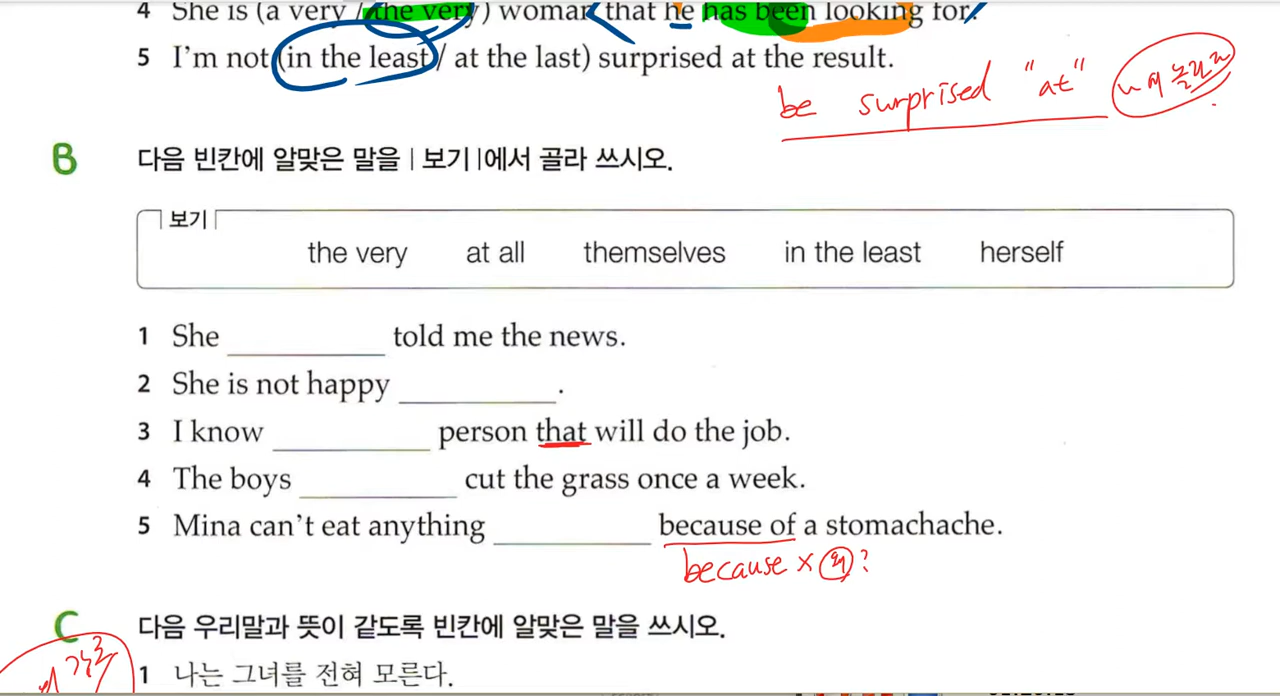 4 She is (a very / the very) woman that he has been looking for.
5 I'm not (in the least / at the last) surprised at the result.
be surprised "at"
B 다음 빈칸에 알맞은 말을 | 보기 |에서 골라 쓰시오.
보기
the very at all themselves in the least herself
1 She ________ told me the news.
2 She is not happy ________.
3 I know ________ person that will do the job.
4 The boys ________ cut the grass once a week.
5 Mina can't eat anything ________ because of a stomachache.
because x 왜?
C 다음 우리말과 뜻이 같도록 빈칸에 알맞은 말을 쓰시오.
1 나는 그녀를 전혀 모른다.